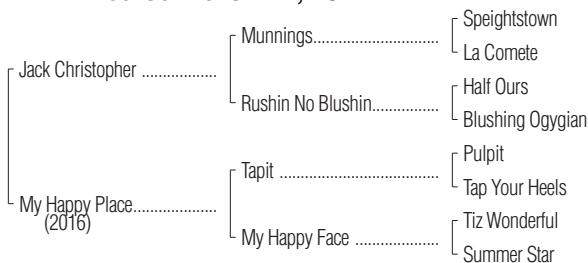 Speightstown
Munnings
La Comete
Jack Christopher
Half Ours
Rushin No Blushin
Blushing Ogygian
Pulpit
Tapit
Tap Your Heels
My Happy Place
(2016)
Tiz Wonderful
My Happy Face
Summer Star